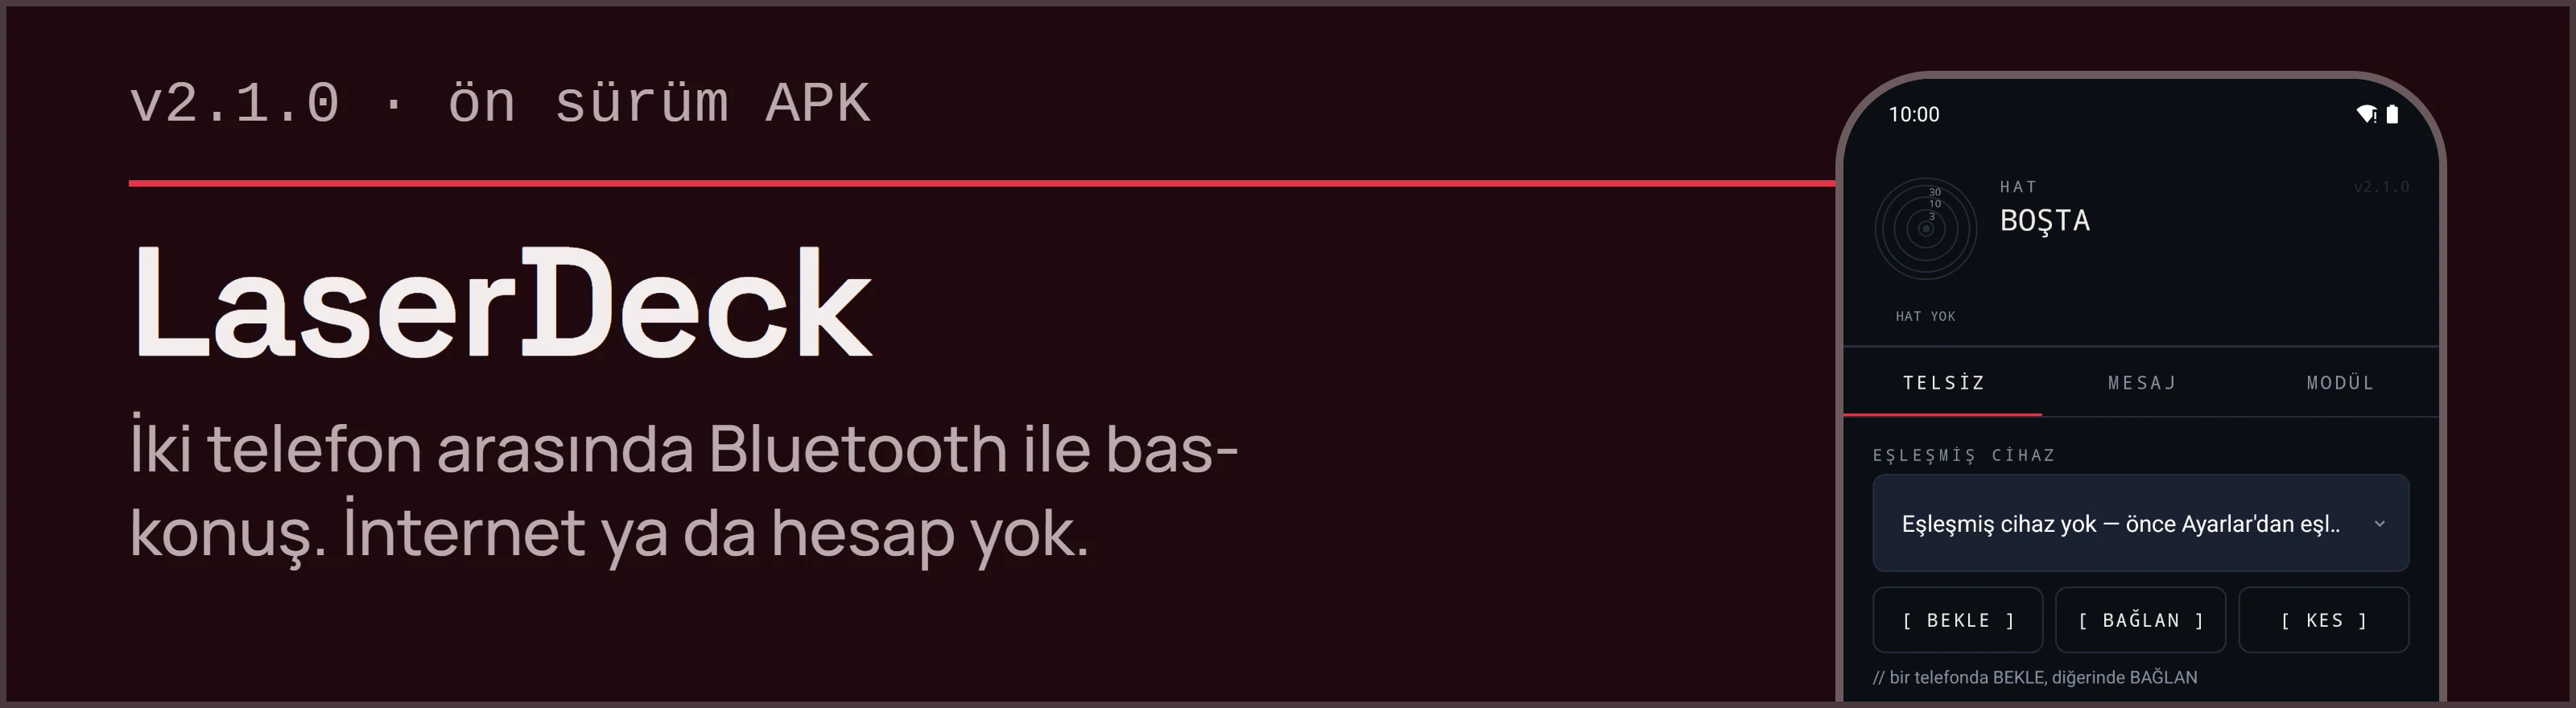 v2.1.0 · ön sürüm APK
LaserDeck
İki telefon arasında Bluetooth ile bas-
konuş. İnternet ya da hesap yok.
10:00
30
10
3
HAT
v2.1.0
BOŞTA
HAT YOK
TELSİZ
MESAJ
MODÜL
EŞLEŞMİŞ CİHAZ
Eşleşmiş cihaz yok — önce Ayarlar'dan eşl..
[ BEKLE ]
[ BAĞLAN ]
[ KES ]
// bir telefonda BEKLE, diğerinde BAĞLAN